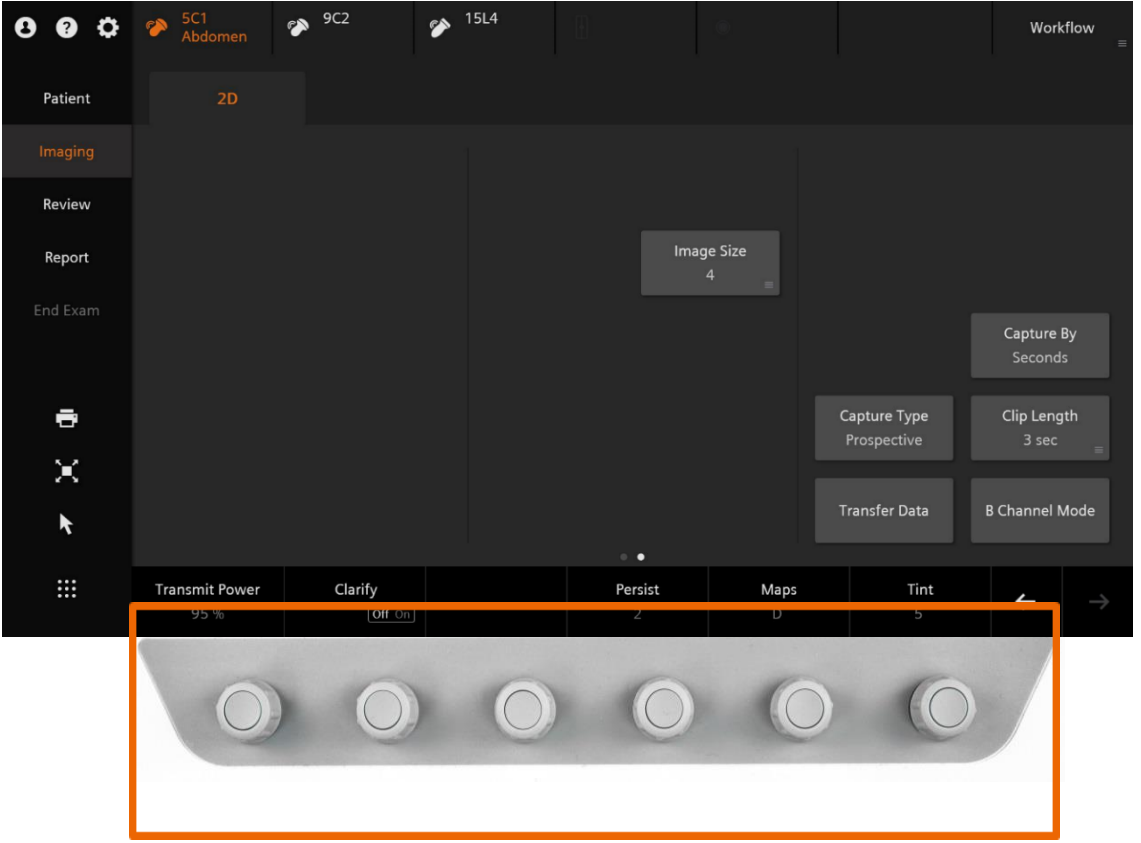 5C1
Abdomen
9C2
15L4
Workflow
Patient
Imaging
Review
Report
End Exam
2D
Image Size
4
Capture By
Seconds
Capture Type
Prospective
Clip Length
3 sec
Transfer Data
B Channel Mode
Transmit Power
95 %
Clarify
Off On
Persist
2
Maps
D
Tint
5